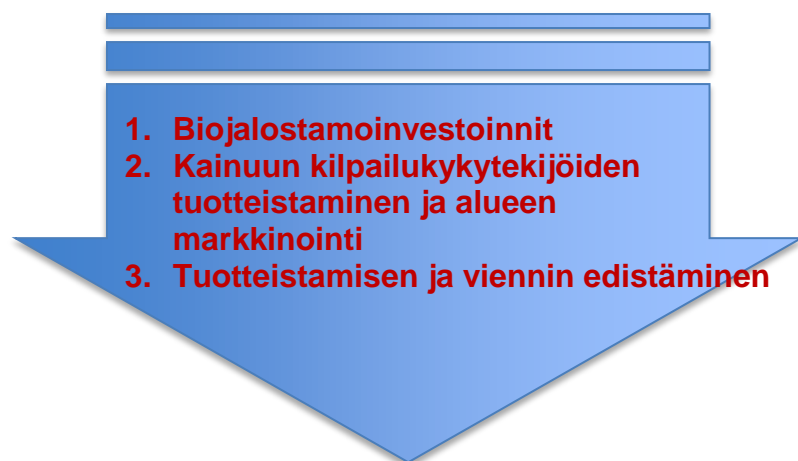 1. Biojalostamoinvestoinnit
2. Kainuun kilpailukykytekijöiden
tuotteistaminen ja alueen
markkinointi
3. Tuotteistamisen ja viennin edistäminen